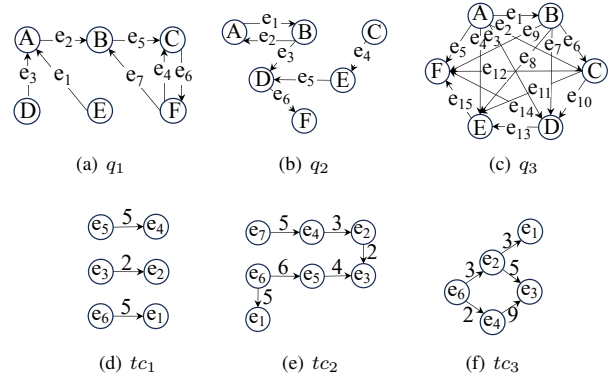 A e₂ B e₅ C
e₃ e₁ e₇ e₄ e₆
D E F
(a) q₁
A e₁ B C
e₂
e₃ e₄
D e₅ E
e₆
F
(b) q₂
A e₁ B
e₂ e₉
e₅ e₄ e₃ e₇ e₆
e₈
F e₁₂ C
e₁₁
e₁₅ e₁₄ e₁₀
E e₁₃ D
(c) q₃
e₅ 5 e₄
e₃ 2 e₂
e₆ 5 e₁
(d) tc₁
e₇ 5 e₄ 3 e₂
2
e₆ 6 e₅ 4 e₃
5
e₁
(e) tc₂
e₁
3
e₂
3 5
e₆ e₃
2 9
e₄
(f) tc₃